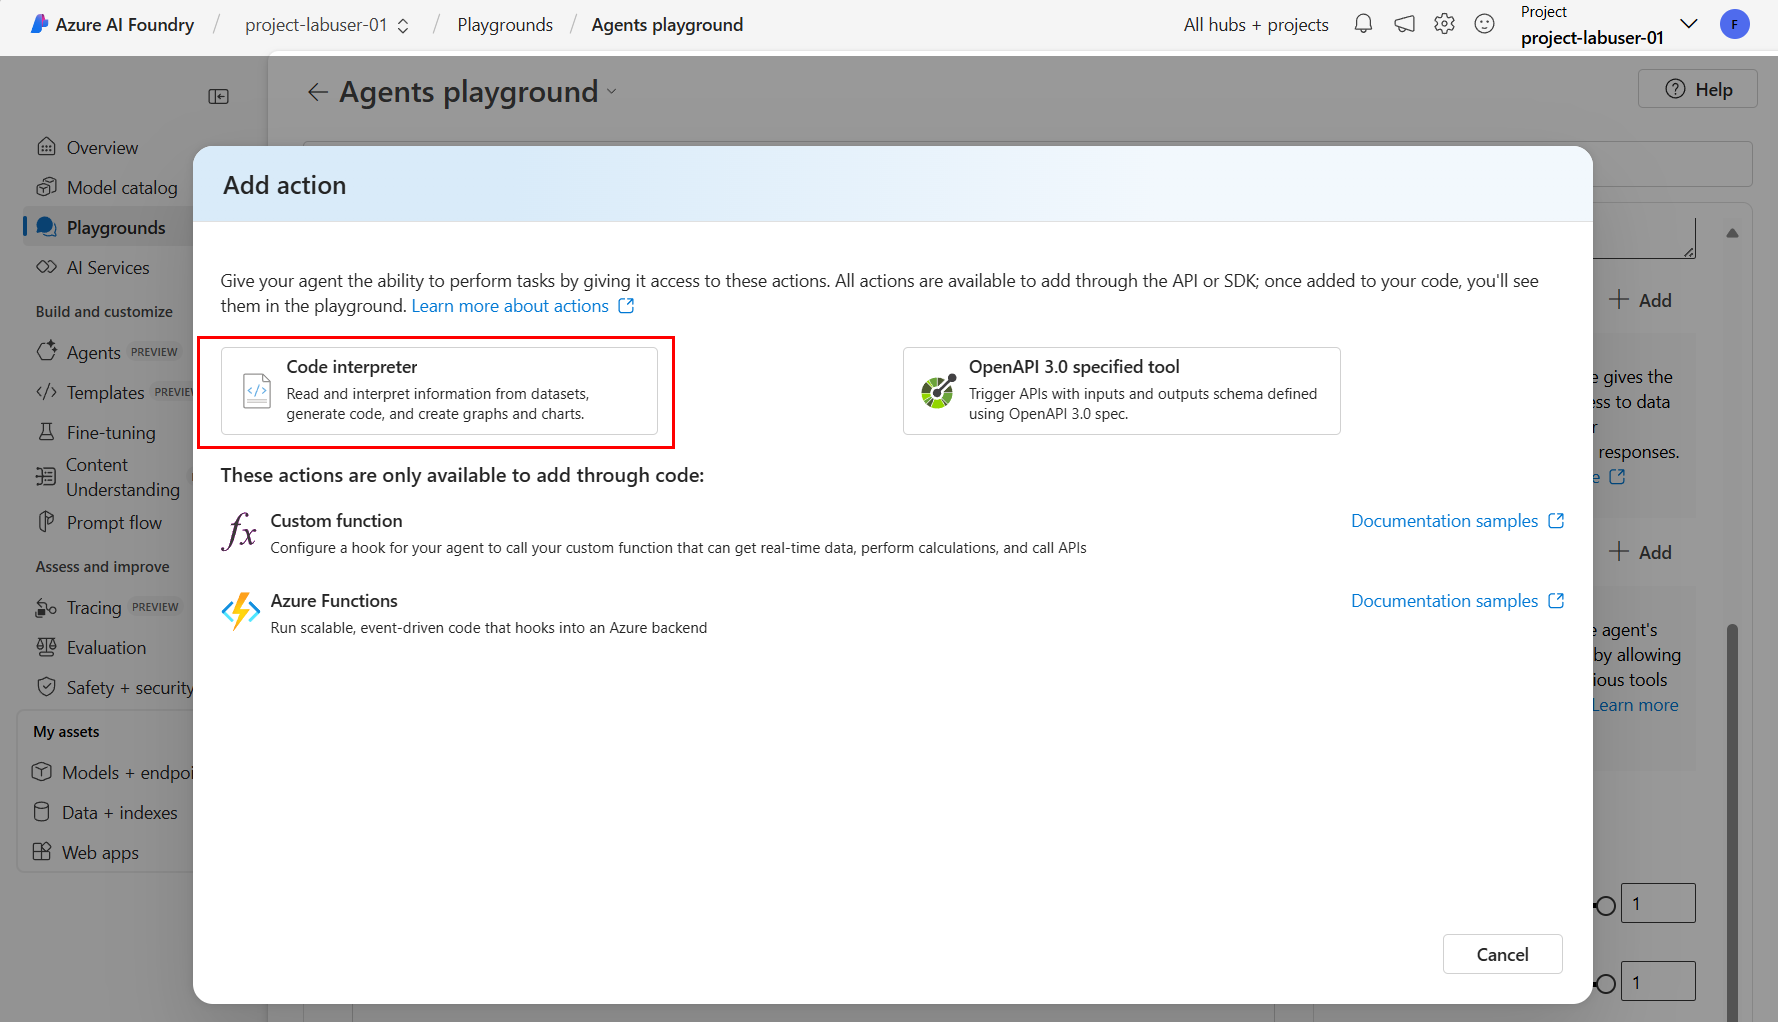 Azure AI Foundry / project-labuser-01 / Playgrounds / Agents playground
All hubs + projects
Project
project-labuser-01
F
Agents playground
Help
Overview
Model catalog
Playgrounds
AI Services
Build and customize
Agents PREVIEW
Templates
Fine-tuning
Content
Understanding
Prompt flow
Assess and improve
Tracing PREVIEW
Evaluation
Safety + security
My assets
Models +
Data + indexes
Web apps
Add action
Give your agent the ability to perform tasks by giving it access to these actions. All actions are available to add through the API or SDK; once added to your code, you'll see
them in the playground. Learn more about actions
Code interpreter
Read and interpret information from datasets,
generate code, and create graphs and charts.
OpenAPI 3.0 specified tool
Trigger APIs with inputs and outputs schema defined
using OpenAPI 3.0 spec.
These actions are only available to add through code:
fx
Custom function
Configure a hook for your agent to call your custom function that can get real-time data, perform calculations, and call APIs
Documentation samples
Azure Functions
Run scalable, event-driven code that hooks into an Azure backend
Documentation samples
Cancel
Add
gives the
to data
responses.
Add
agent's
by allowing
tools
Learn more
1
1